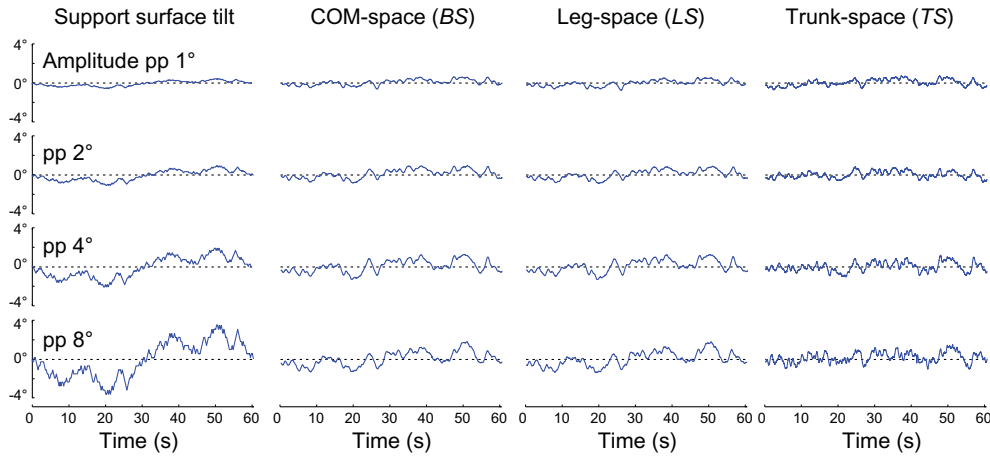 Support surface tilt COM-space (BS) Leg-space (LS) Trunk-space (TS)
4°
Amplitude pp 1°
0°
-4°
4°
pp 2°
0°
-4°
4°
pp 4°
0°
-4°
4°
pp 8°
0°
-4°
0 10 20 30 40 50 60 0 10 20 30 40 50 60 0 10 20 30 40 50 60 0 10 20 30 40 50 60
Time (s) Time (s) Time (s) Time (s)